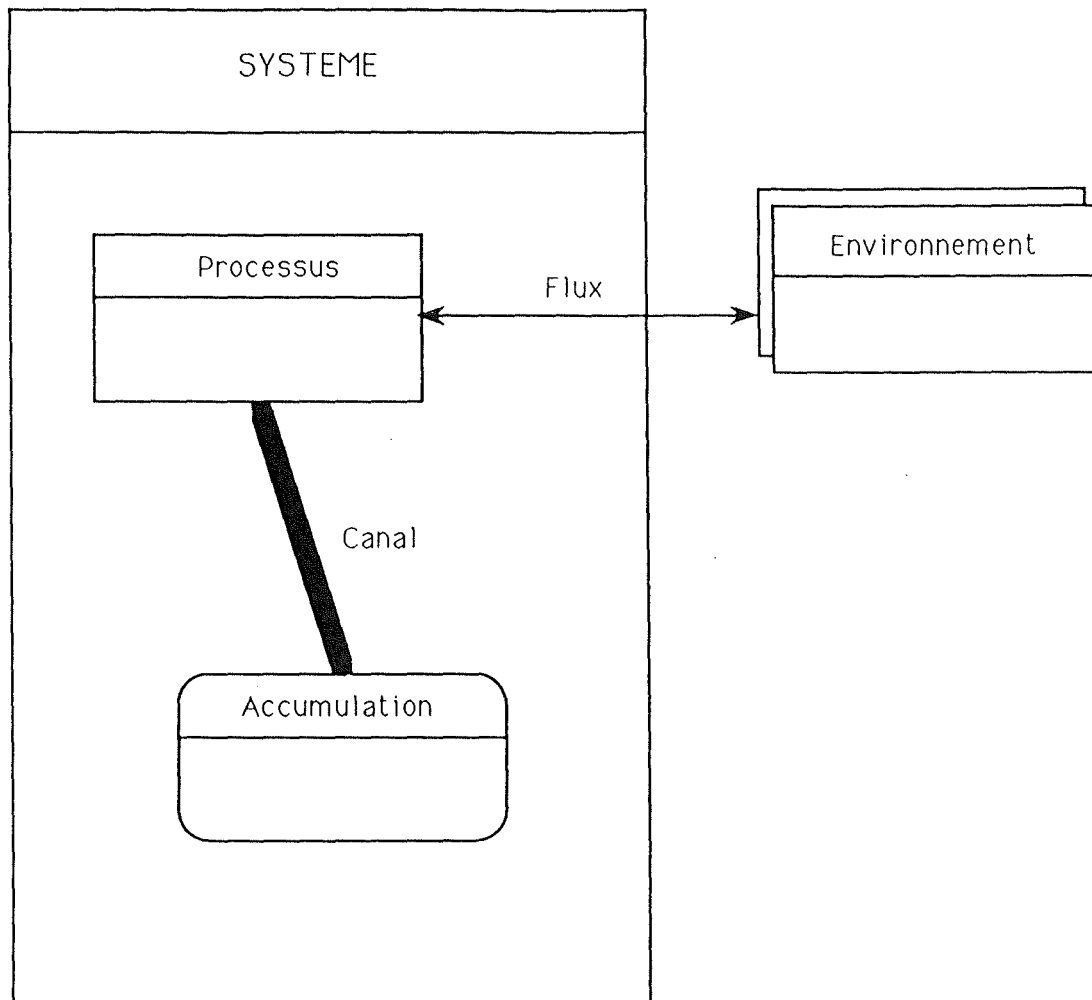 SYSTEME
Processus
Environnement
Flux
Canal
Accumulation